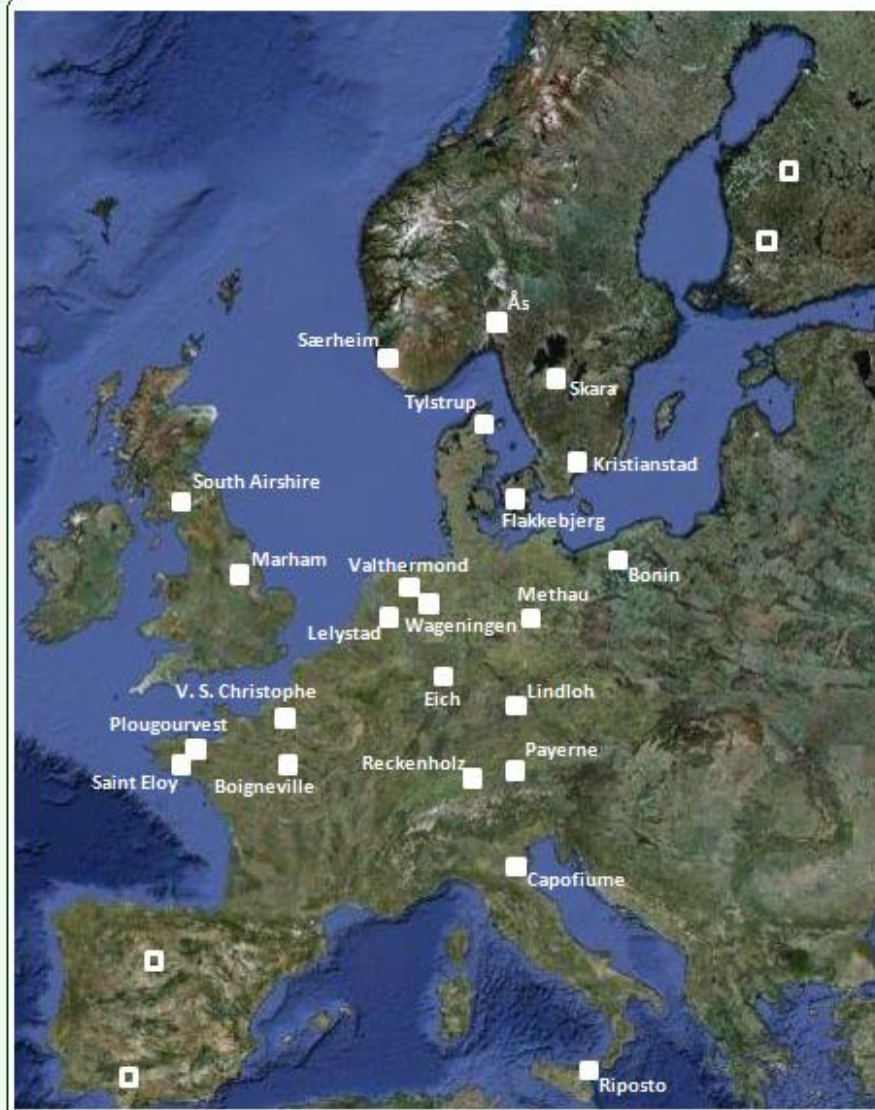 Ås
Særheim
Skara
Tylstrup
Kristianstad
South Airshire
Flakkebjerg
Marham
Valthermond
Bonin
Methau
Lelystad
Wageningen
V. S. Christophe
Eich
Lindloh
Plougourvest
Payerne
Reckenholz
Saint Eloy
Boigneville
Capofiume
Riposto